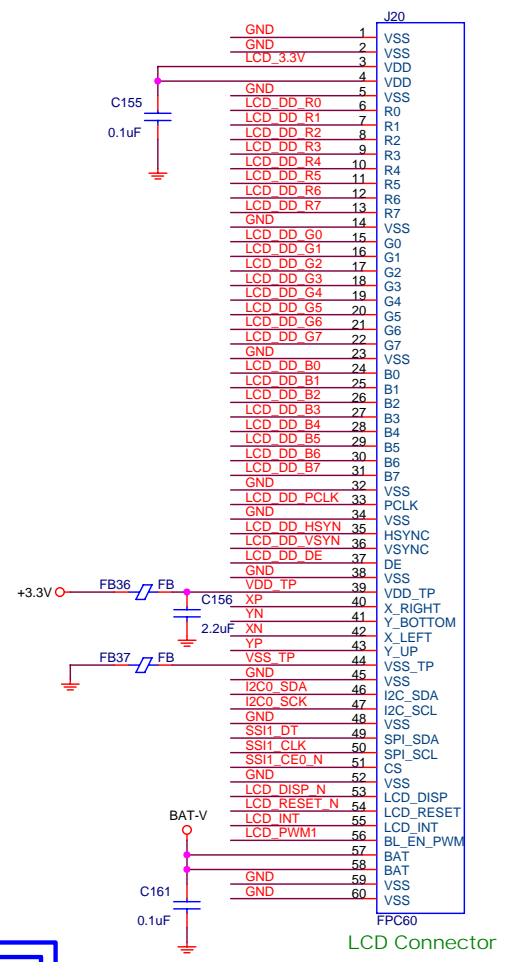 J20
GND 1 VSS
GND 2 VSS
LCD_3.3V 3 VDD
4 VDD
GND 5 VSS
LCD_DD_R0 6 R0
LCD_DD_R1 7 R1
LCD_DD_R2 8 R2
LCD_DD_R3 9 R3
LCD_DD_R4 10 R4
LCD_DD_R5 11 R5
LCD_DD_R6 12 R6
LCD_DD_R7 13 R7
GND 14 VSS
LCD_DD_G0 15 G0
LCD_DD_G1 16 G1
LCD_DD_G2 17 G2
LCD_DD_G3 18 G3
LCD_DD_G4 19 G4
LCD_DD_G5 20 G5
LCD_DD_G6 21 G6
LCD_DD_G7 22 G7
GND 23 VSS
LCD_DD_B0 24 B0
LCD_DD_B1 25 B1
LCD_DD_B2 26 B2
LCD_DD_B3 27 B3
LCD_DD_B4 28 B4
LCD_DD_B5 29 B5
LCD_DD_B6 30 B6
LCD_DD_B7 31 B7
GND 32 VSS
LCD_DD_PCLK 33 PCLK
GND 34 VSS
LCD_DD_HSYN 35 HSYNC
LCD_DD_VSYN 36 VSYNC
LCD_DD_DE 37 DE
GND 38 VSS
VDD_TP 39 VDD_TP
XP 40 X_RIGHT
YN 41 Y_BOTTOM
XN 42 X_LEFT
YP 43 Y_UP
VSS_TP 44 VSS_TP
GND 45 VSS
I2C0_SDA 46 I2C_SDA
I2C0_SCK 47 I2C_SCL
GND 48 VSS
SSI1_DT 49 SPI_SDA
SSI1_CLK 50 SPI_SCL
SSI1_CE0_N 51 CS
GND 52 VSS
LCD_DISP_N 53 LCD_DISP
LCD_RESET_N 54 LCD_RESET
LCD_INT 55 LCD_INT
LCD_PWM1 56 BL_EN_PWM
57 BAT
58 BAT
GND 59 VSS
GND 60 VSS
FPC60
LCD Connector
C155
0.1uF
+3.3V
FB36 FB
C156
2.2uF
FB37 FB
BAT-V
C161
0.1uF